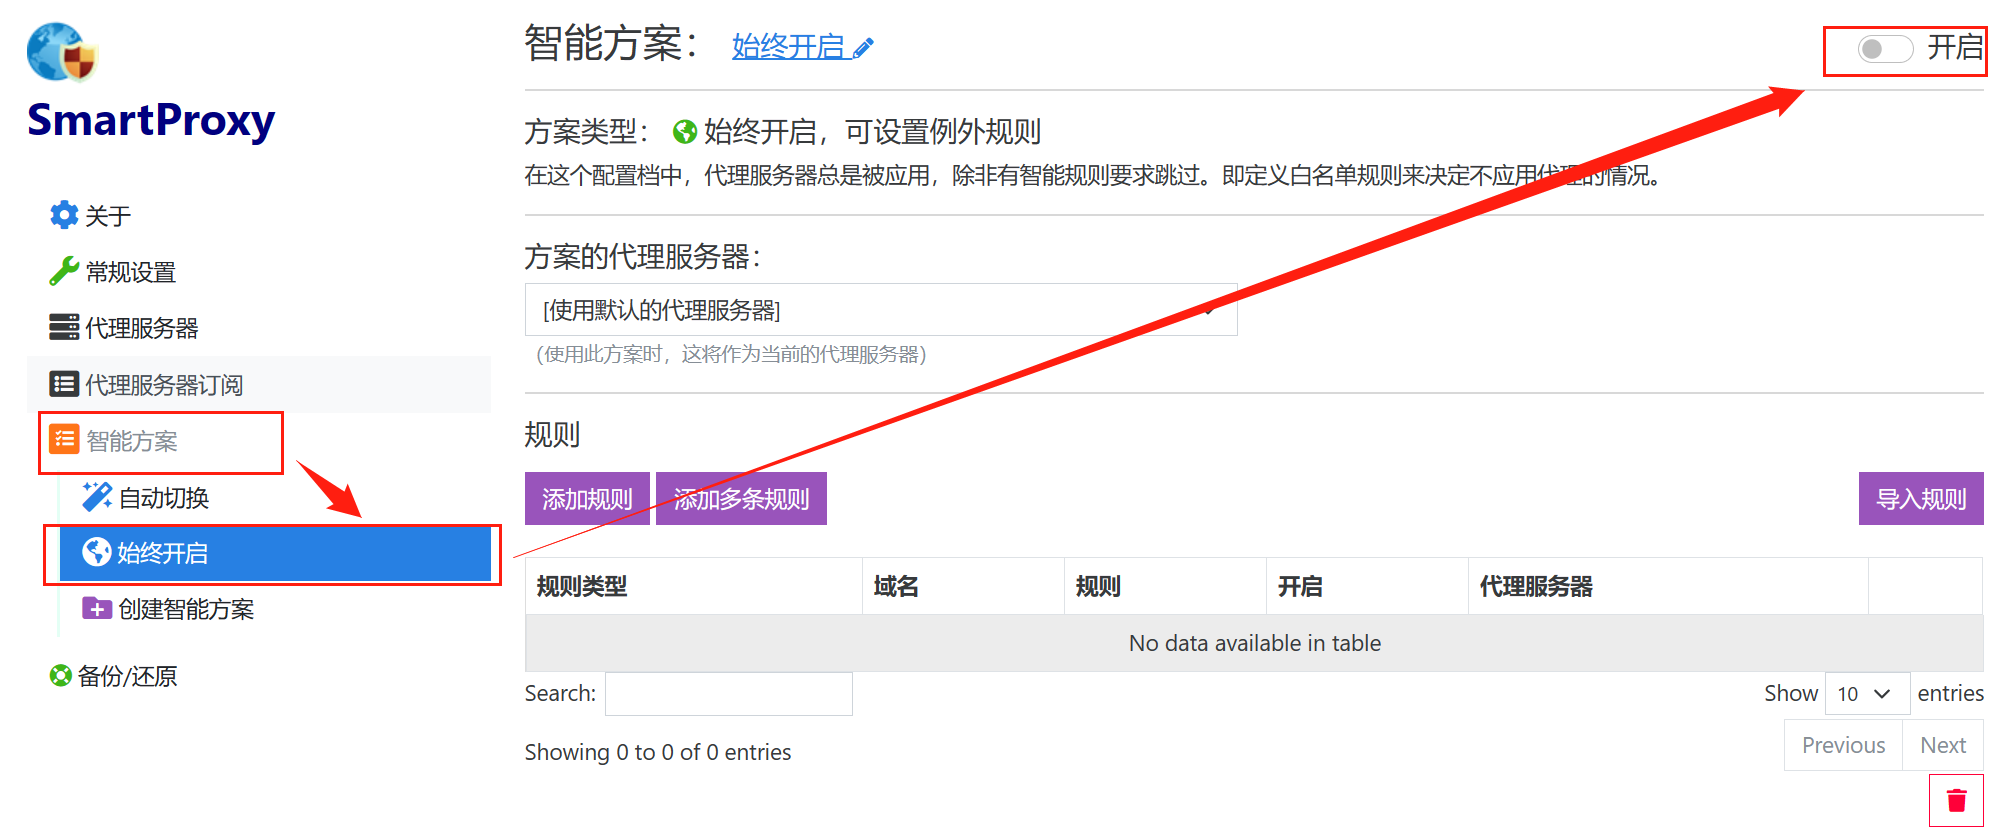 SmartProxy
关于
常规设置
代理服务器
代理服务器订阅
智能方案
自动切换
始终开启
创建智能方案
备份/还原
智能方案： 始终开启 开启
方案类型： 始终开启，可设置例外规则
在这个配置档中，代理服务器总是被应用，除非有智能规则要求跳过。即定义白名单规则来决定不应用代理的情况。
方案的代理服务器：
[使用默认的代理服务器]
（使用此方案时，这将作为当前的代理服务器）
规则
添加规则 添加多条规则 导入规则
规则类型 域名 规则 开启 代理服务器
No data available in table
Search: Show 10 entries
Showing 0 to 0 of 0 entries Previous Next